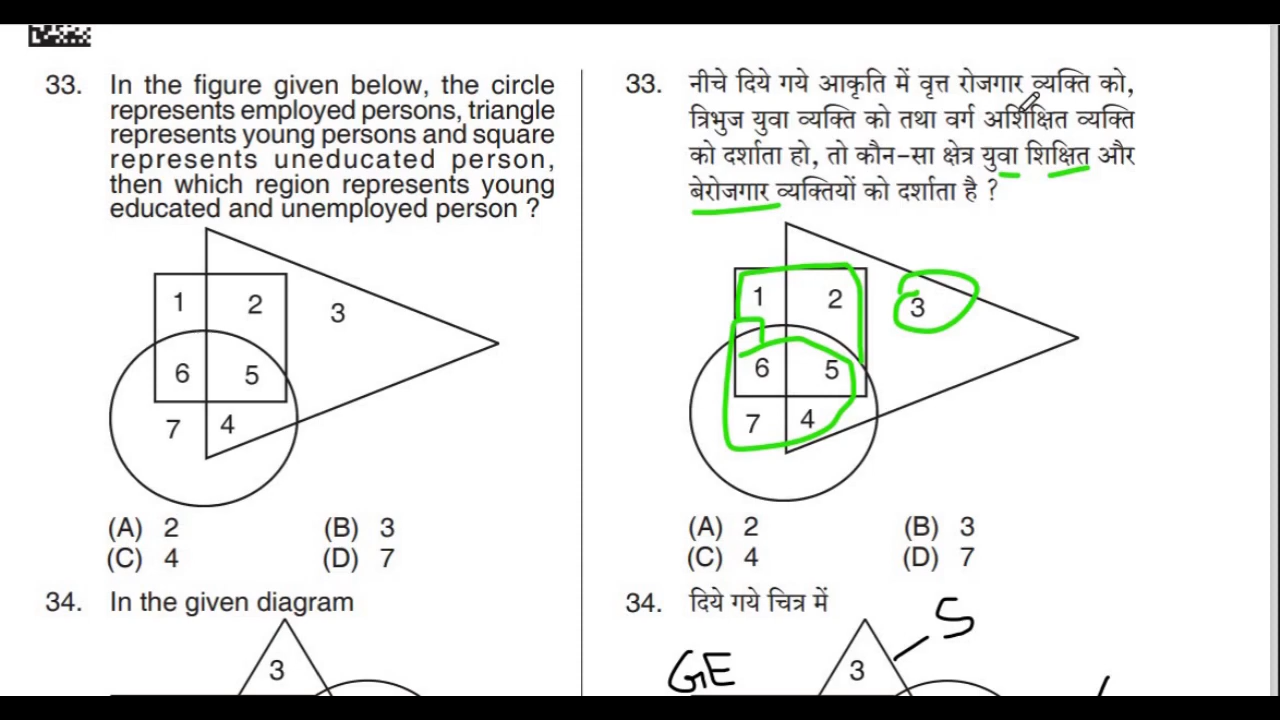 33. In the figure given below, the circle
represents employed persons, triangle
represents young persons and square
represents uneducated person,
then which region represents young
educated and unemployed person ?
1 2 3
6 5
7 4
(A) 2 (B) 3
(C) 4 (D) 7
34. In the given diagram
3
33. नीचे दिये गये आकृति में वृत्त रोजगार व्यक्ति को,
त्रिभुज युवा व्यक्ति को तथा वर्ग अशिक्षित व्यक्ति
को दर्शाता हो, तो कौन-सा क्षेत्र युवा शिक्षित और
बेरोजगार व्यक्तियों को दर्शाता है ?
1 2 3
6 5
7 4
(A) 2 (B) 3
(C) 4 (D) 7
34. दिये गये चित्र में
S
GE 3